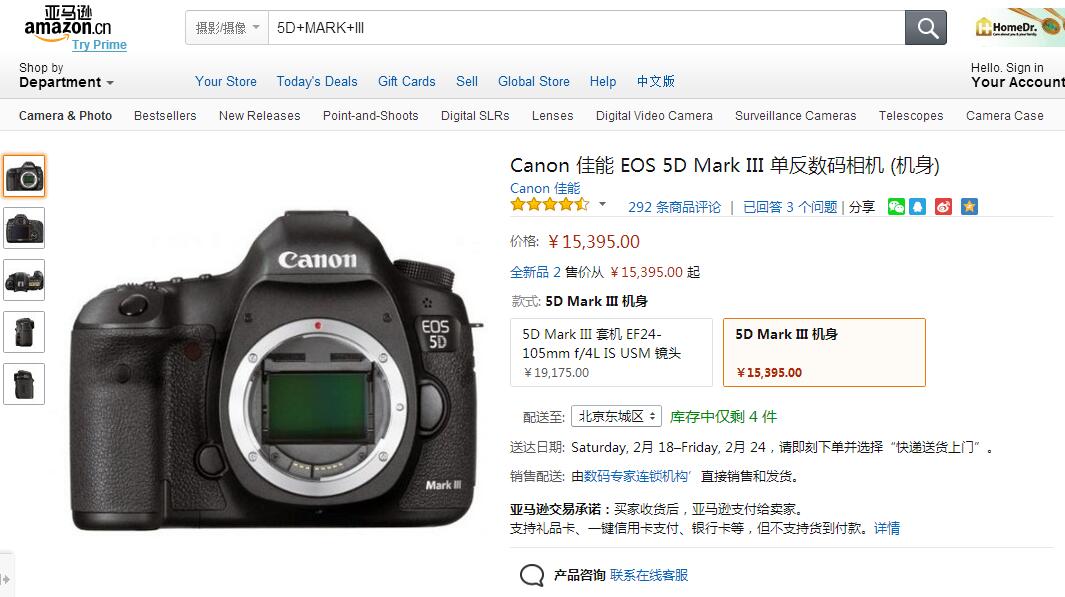 亚马逊
amazon.cn
Try Prime
摄影/摄像
5D+MARK+III
HomeDr.
Shop by
Department
Your Store
Today's Deals
Gift Cards
Sell
Global Store
Help
中文版
Hello. Sign in
Your Account
Camera & Photo
Bestsellers
New Releases
Point-and-Shoots
Digital SLRs
Lenses
Digital Video Camera
Surveillance Cameras
Telescopes
Camera Case
Canon
EOS
5D
Mark III
Canon 佳能 EOS 5D Mark III 单反数码相机 (机身)
Canon 佳能
292 条商品评论 | 已回答 3 个问题 | 分享
价格: ￥15,395.00
全新品 2 售价从 ￥15,395.00 起
款式: 5D Mark III 机身
5D Mark III 套机 EF24-
105mm f/4L IS USM 镜头
￥19,175.00
5D Mark III 机身
￥15,395.00
配送至: 北京东城区 库存中仅剩 4 件
送达日期: Saturday, 2月 18–Friday, 2月 24，请即刻下单并选择“快递送货上门”。
销售配送: 由数码专家连锁机构' 直接销售和发货。
亚马逊交易承诺：买家收货后，亚马逊支付给卖家。
支持礼品卡、一键信用卡支付、银行卡等，但不支持货到付款。详情
产品咨询 联系在线客服